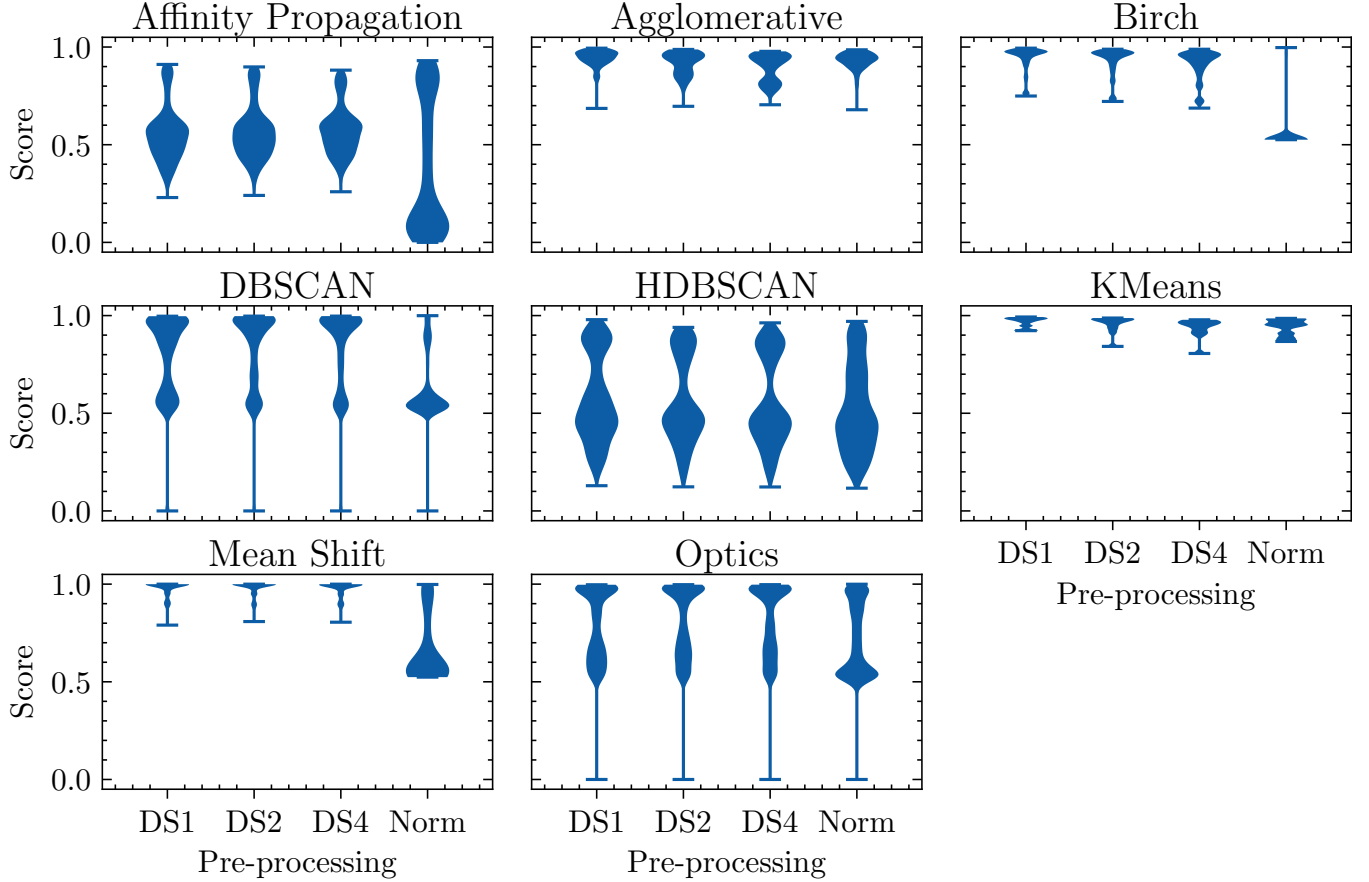 Affinity Propagation Agglomerative Birch
1.0
Score
0.5
0.0
DBSCAN HDBSCAN KMeans
1.0
Score
0.5
0.0
DS1 DS2 DS4 Norm
Pre-processing
Mean Shift Optics
1.0
Score
0.5
0.0
DS1 DS2 DS4 Norm DS1 DS2 DS4 Norm
Pre-processing Pre-processing